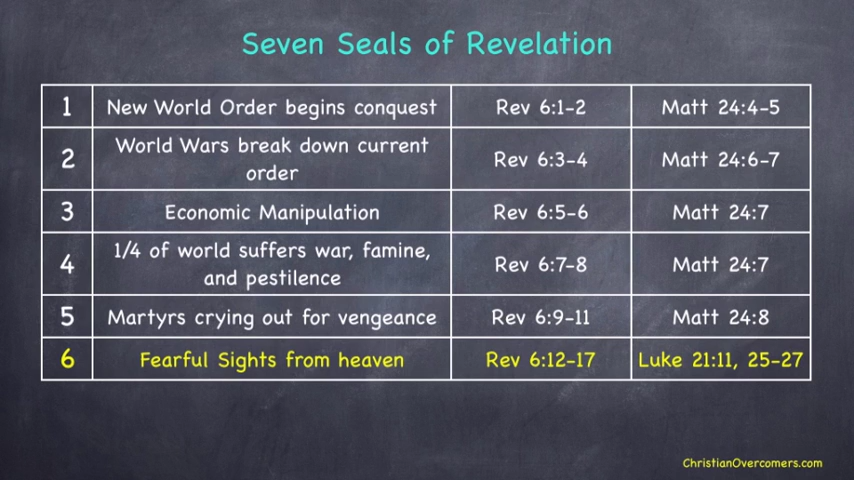 Seven Seals of Revelation
1 New World Order begins conquest Rev 6:1-2 Matt 24:4-5
2 World Wars break down current order Rev 6:3-4 Matt 24:6-7
3 Economic Manipulation Rev 6:5-6 Matt 24:7
4 1/4 of world suffers war, famine, and pestilence Rev 6:7-8 Matt 24:7
5 Martyrs crying out for vengeance Rev 6:9-11 Matt 24:8
6 Fearful Sights from heaven Rev 6:12-17 Luke 21:11, 25-27
ChristianOvercomers.com